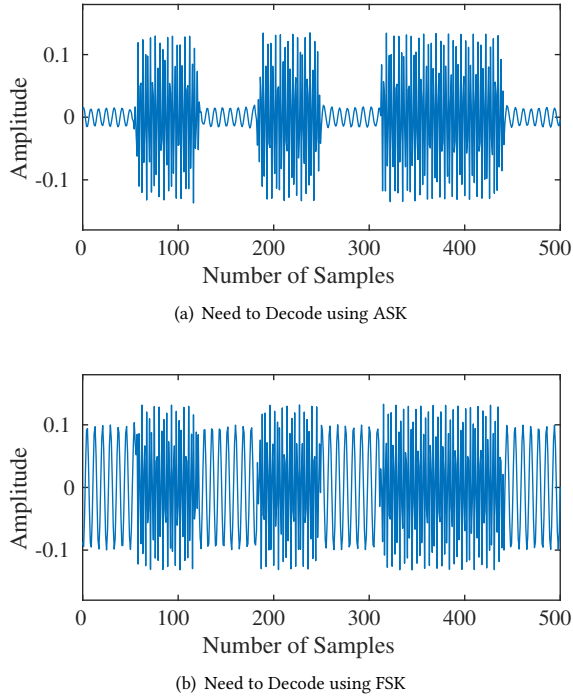 0.1
0
-0.1
Amplitude
0 100 200 300 400 500
Number of Samples
(a) Need to Decode using ASK
0.1
0
-0.1
Amplitude
0 100 200 300 400 500
Number of Samples
(b) Need to Decode using FSK